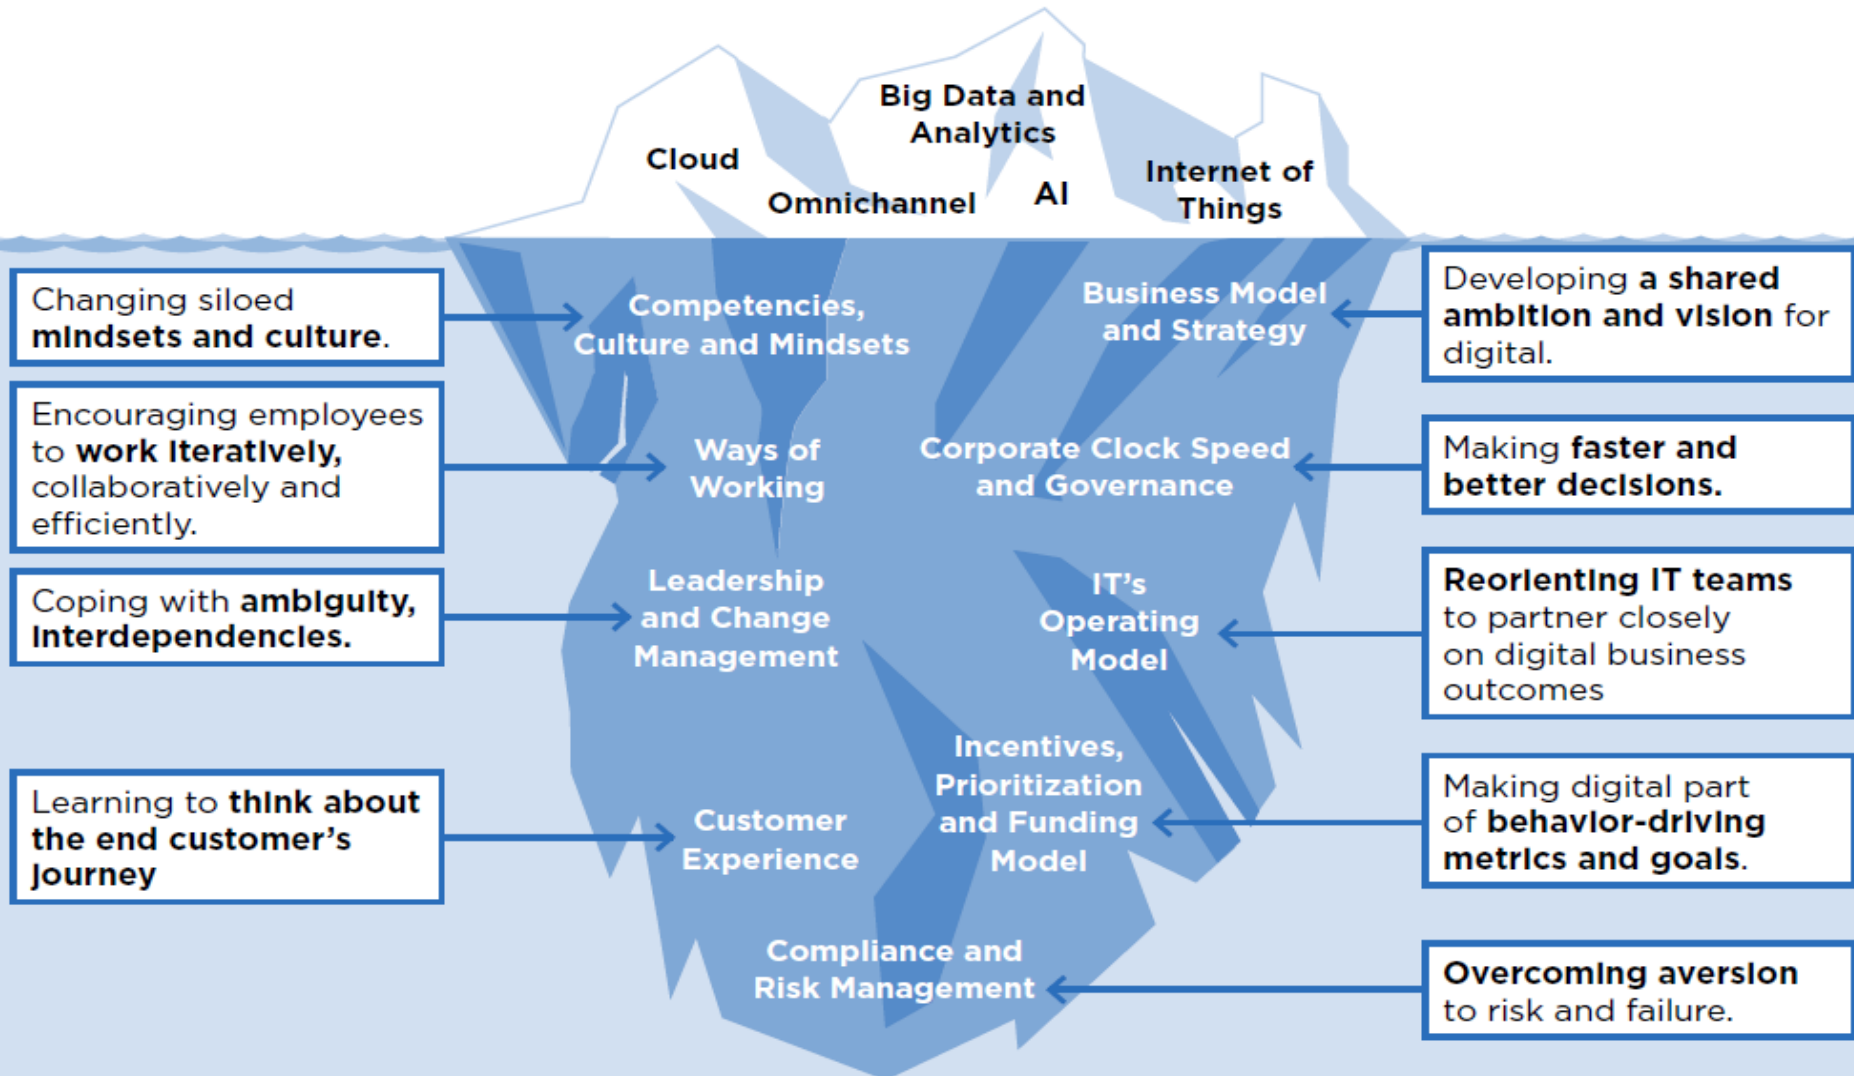 Big Data and
Analytics
Cloud
Internet of
Things
Omnichannel
AI
Changing siloed
mindsets and culture.
Competencies,
Culture and Mindsets
Business Model
and Strategy
Developing a shared
ambition and vision for
digital.
Encouraging employees
to work iteratively,
collaboratively and
efficiently.
Ways of
Working
Corporate Clock Speed
and Governance
Making faster and
better decisions.
Coping with ambiguity,
interdependencies.
Leadership
and Change
Management
IT’s
Operating
Model
Reorienting IT teams
to partner closely
on digital business
outcomes
Learning to think about
the end customer’s
journey
Customer
Experience
Incentives,
Prioritization
and Funding
Model
Making digital part
of behavior-driving
metrics and goals.
Compliance and
Risk Management
Overcoming aversion
to risk and failure.